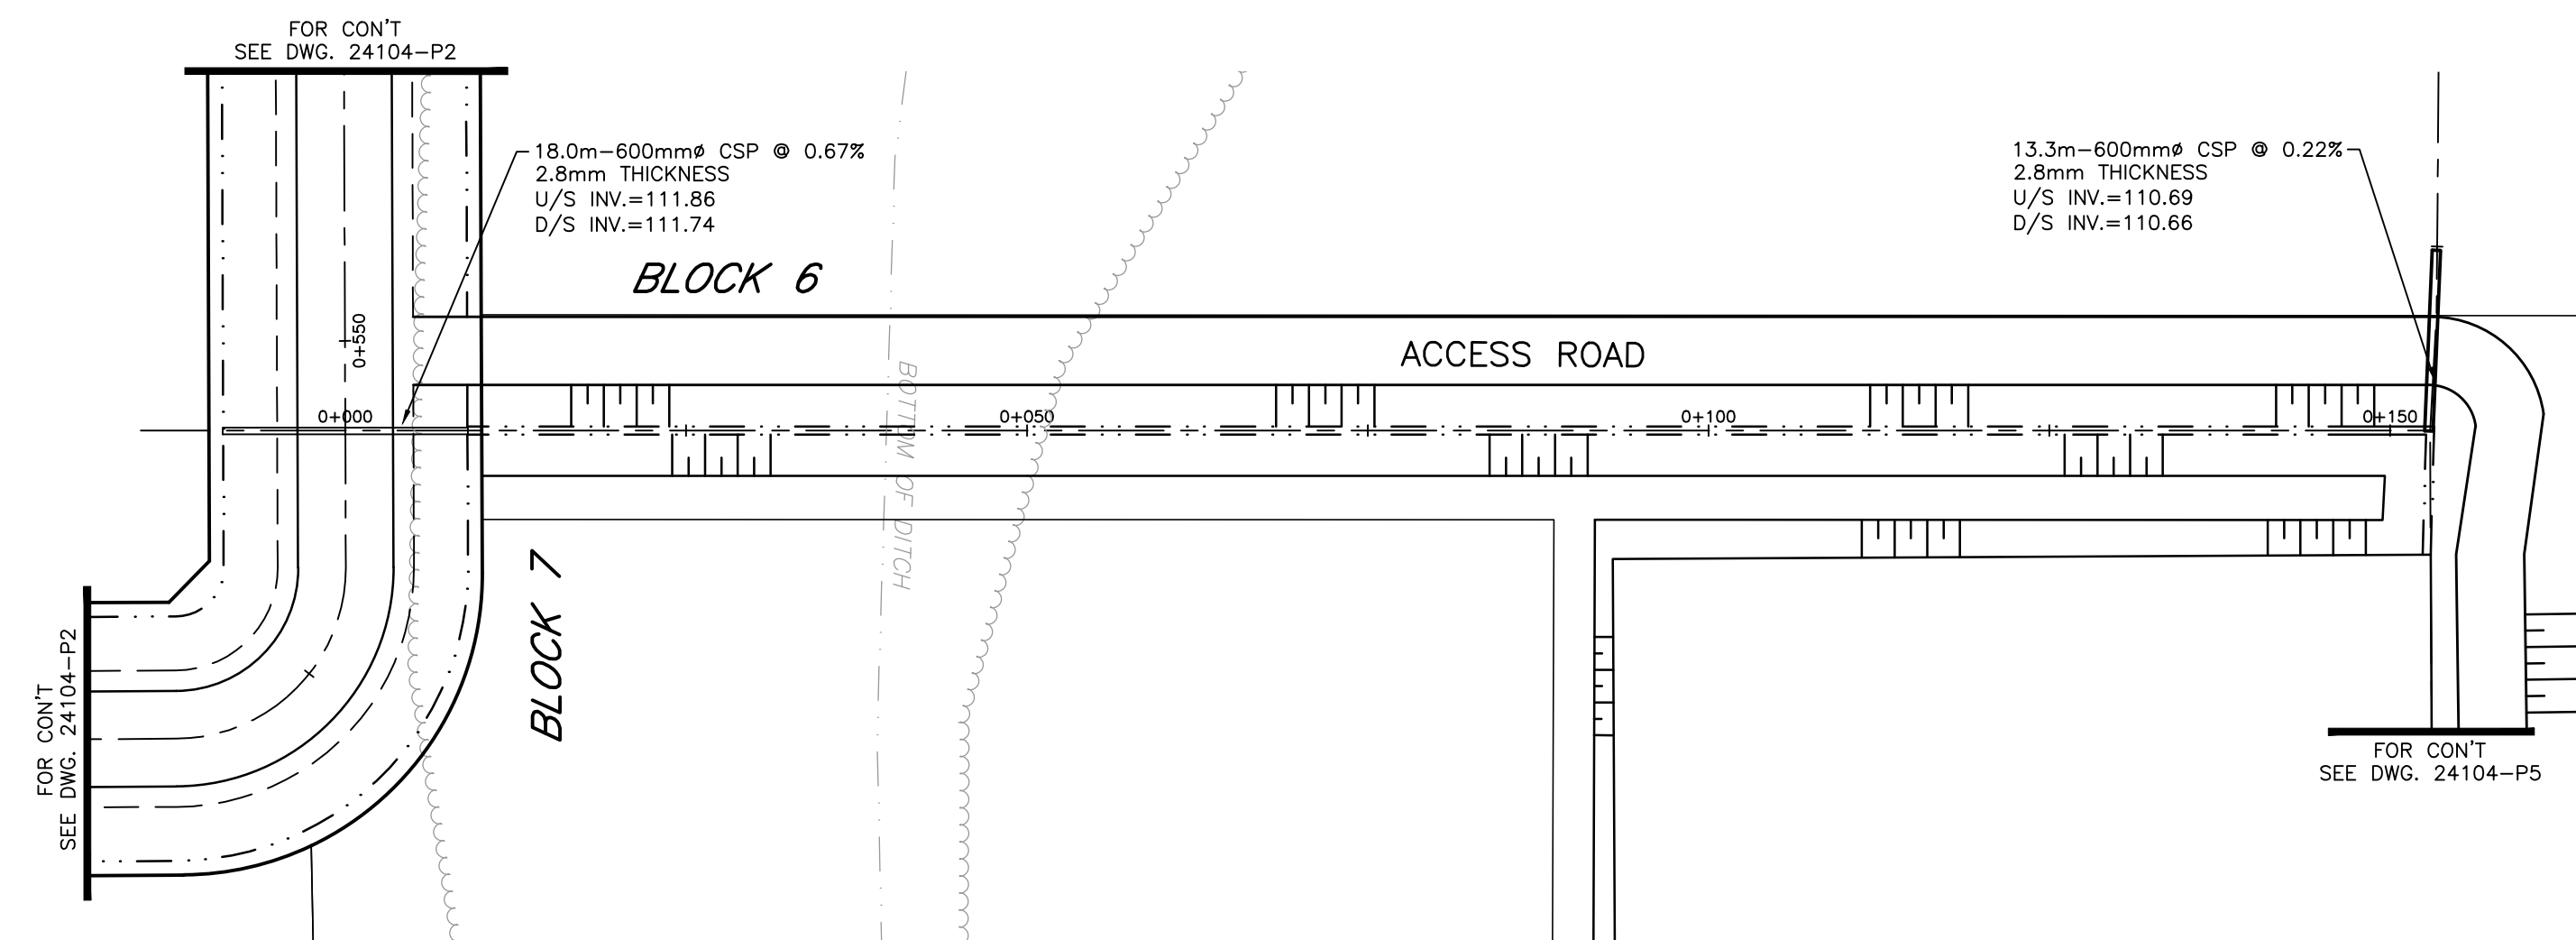 FOR CON'T
SEE DWG. 24104-P2
18.0m-600mmø CSP @ 0.67%
2.8mm THICKNESS
U/S INV.=111.86
D/S INV.=111.74
13.3m-600mmø CSP @ 0.22%
2.8mm THICKNESS
U/S INV.=110.69
D/S INV.=110.66
BLOCK 6
0+550
ACCESS ROAD
0+000
0+050
0+100
0+150
BOTTOM OF DITCH
BLOCK 7
FOR CON'T
SEE DWG. 24104-P2
FOR CON'T
SEE DWG. 24104-P5